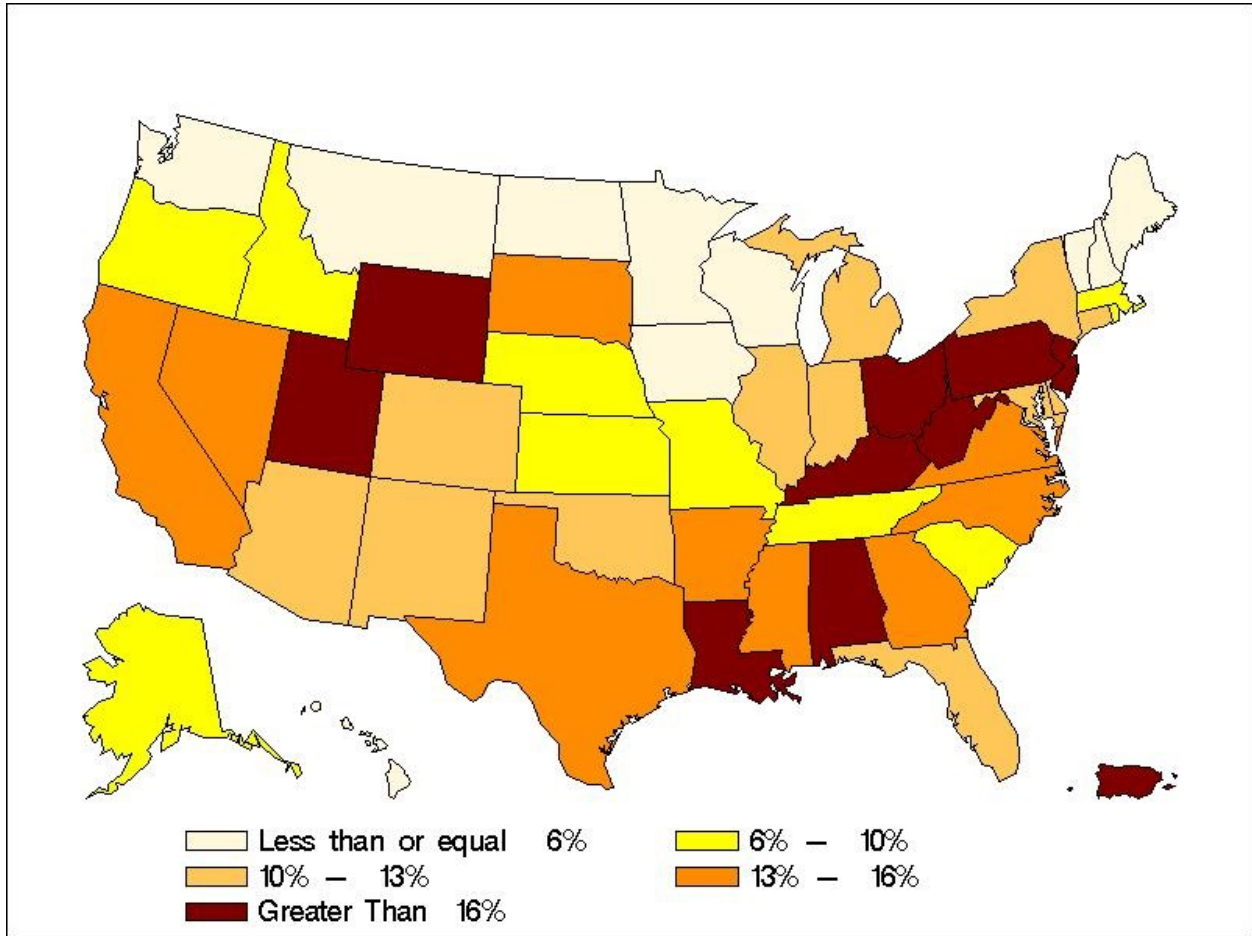 Less than or equal 6% 6% – 10%
10% – 13% 13% – 16%
Greater Than 16%